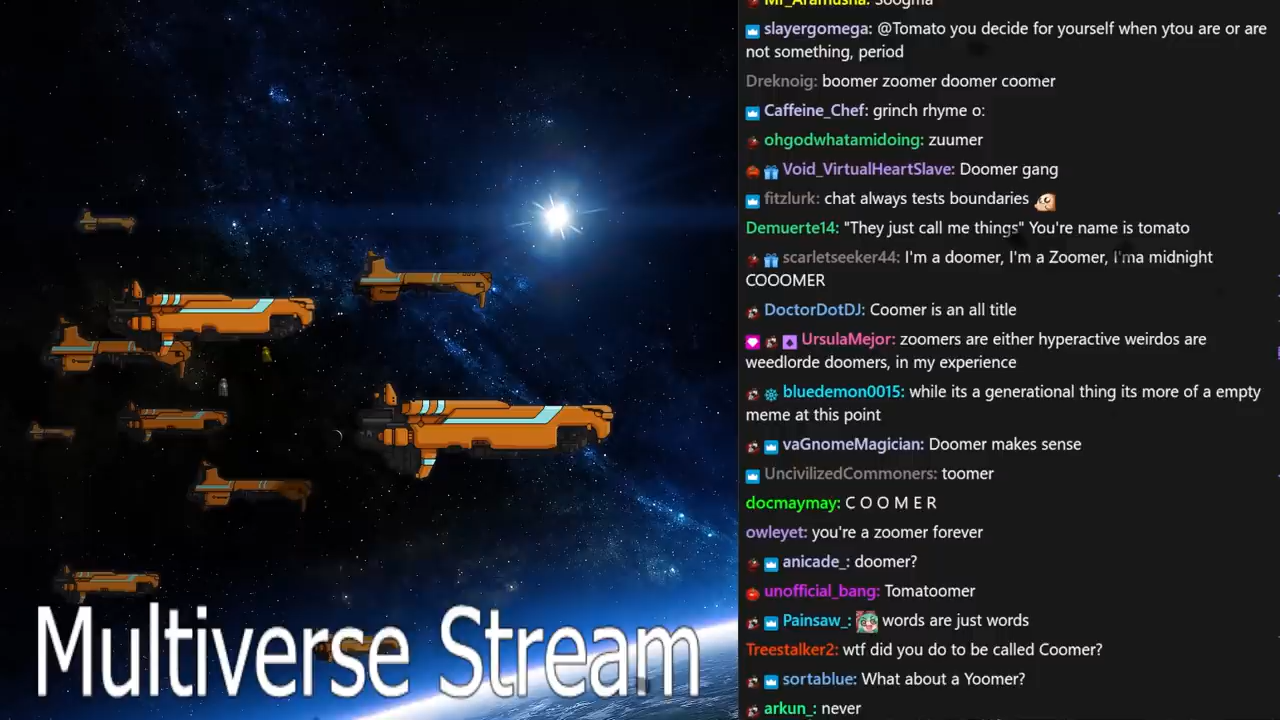 Mr_Aramusha: Soogma
slayergomega: @Tomato you decide for yourself when ytou are or are
not something, period
Dreknoig: boomer zoomer doomer coomer
Caffeine_Chef: grinch rhyme o:
ohgodwhatamidoing: zuumer
Void_VirtualHeartSlave: Doomer gang
fitzlurk: chat always tests boundaries
Demuerte14: "They just call me things" You're name is tomato
scarletseeker44: I'm a doomer, I'm a Zoomer, I'ma midnight
COOOMER
DoctorDotDJ: Coomer is an all title
UrsulaMejor: zoomers are either hyperactive weirdos are
weedlorde doomers, in my experience
bluedemon0015: while its a generational thing its more of a empty
meme at this point
vaGnomeMagician: Doomer makes sense
UncivilizedCommoners: toomer
docmaymay: C O O M E R
owleyet: you're a zoomer forever
anicade_: doomer?
unofficial_bang: Tomatoomer
Painsaw_: words are just words
Treestalker2: wtf did you do to be called Coomer?
sortablue: What about a Yoomer?
arkun_: never
Multiverse Stream